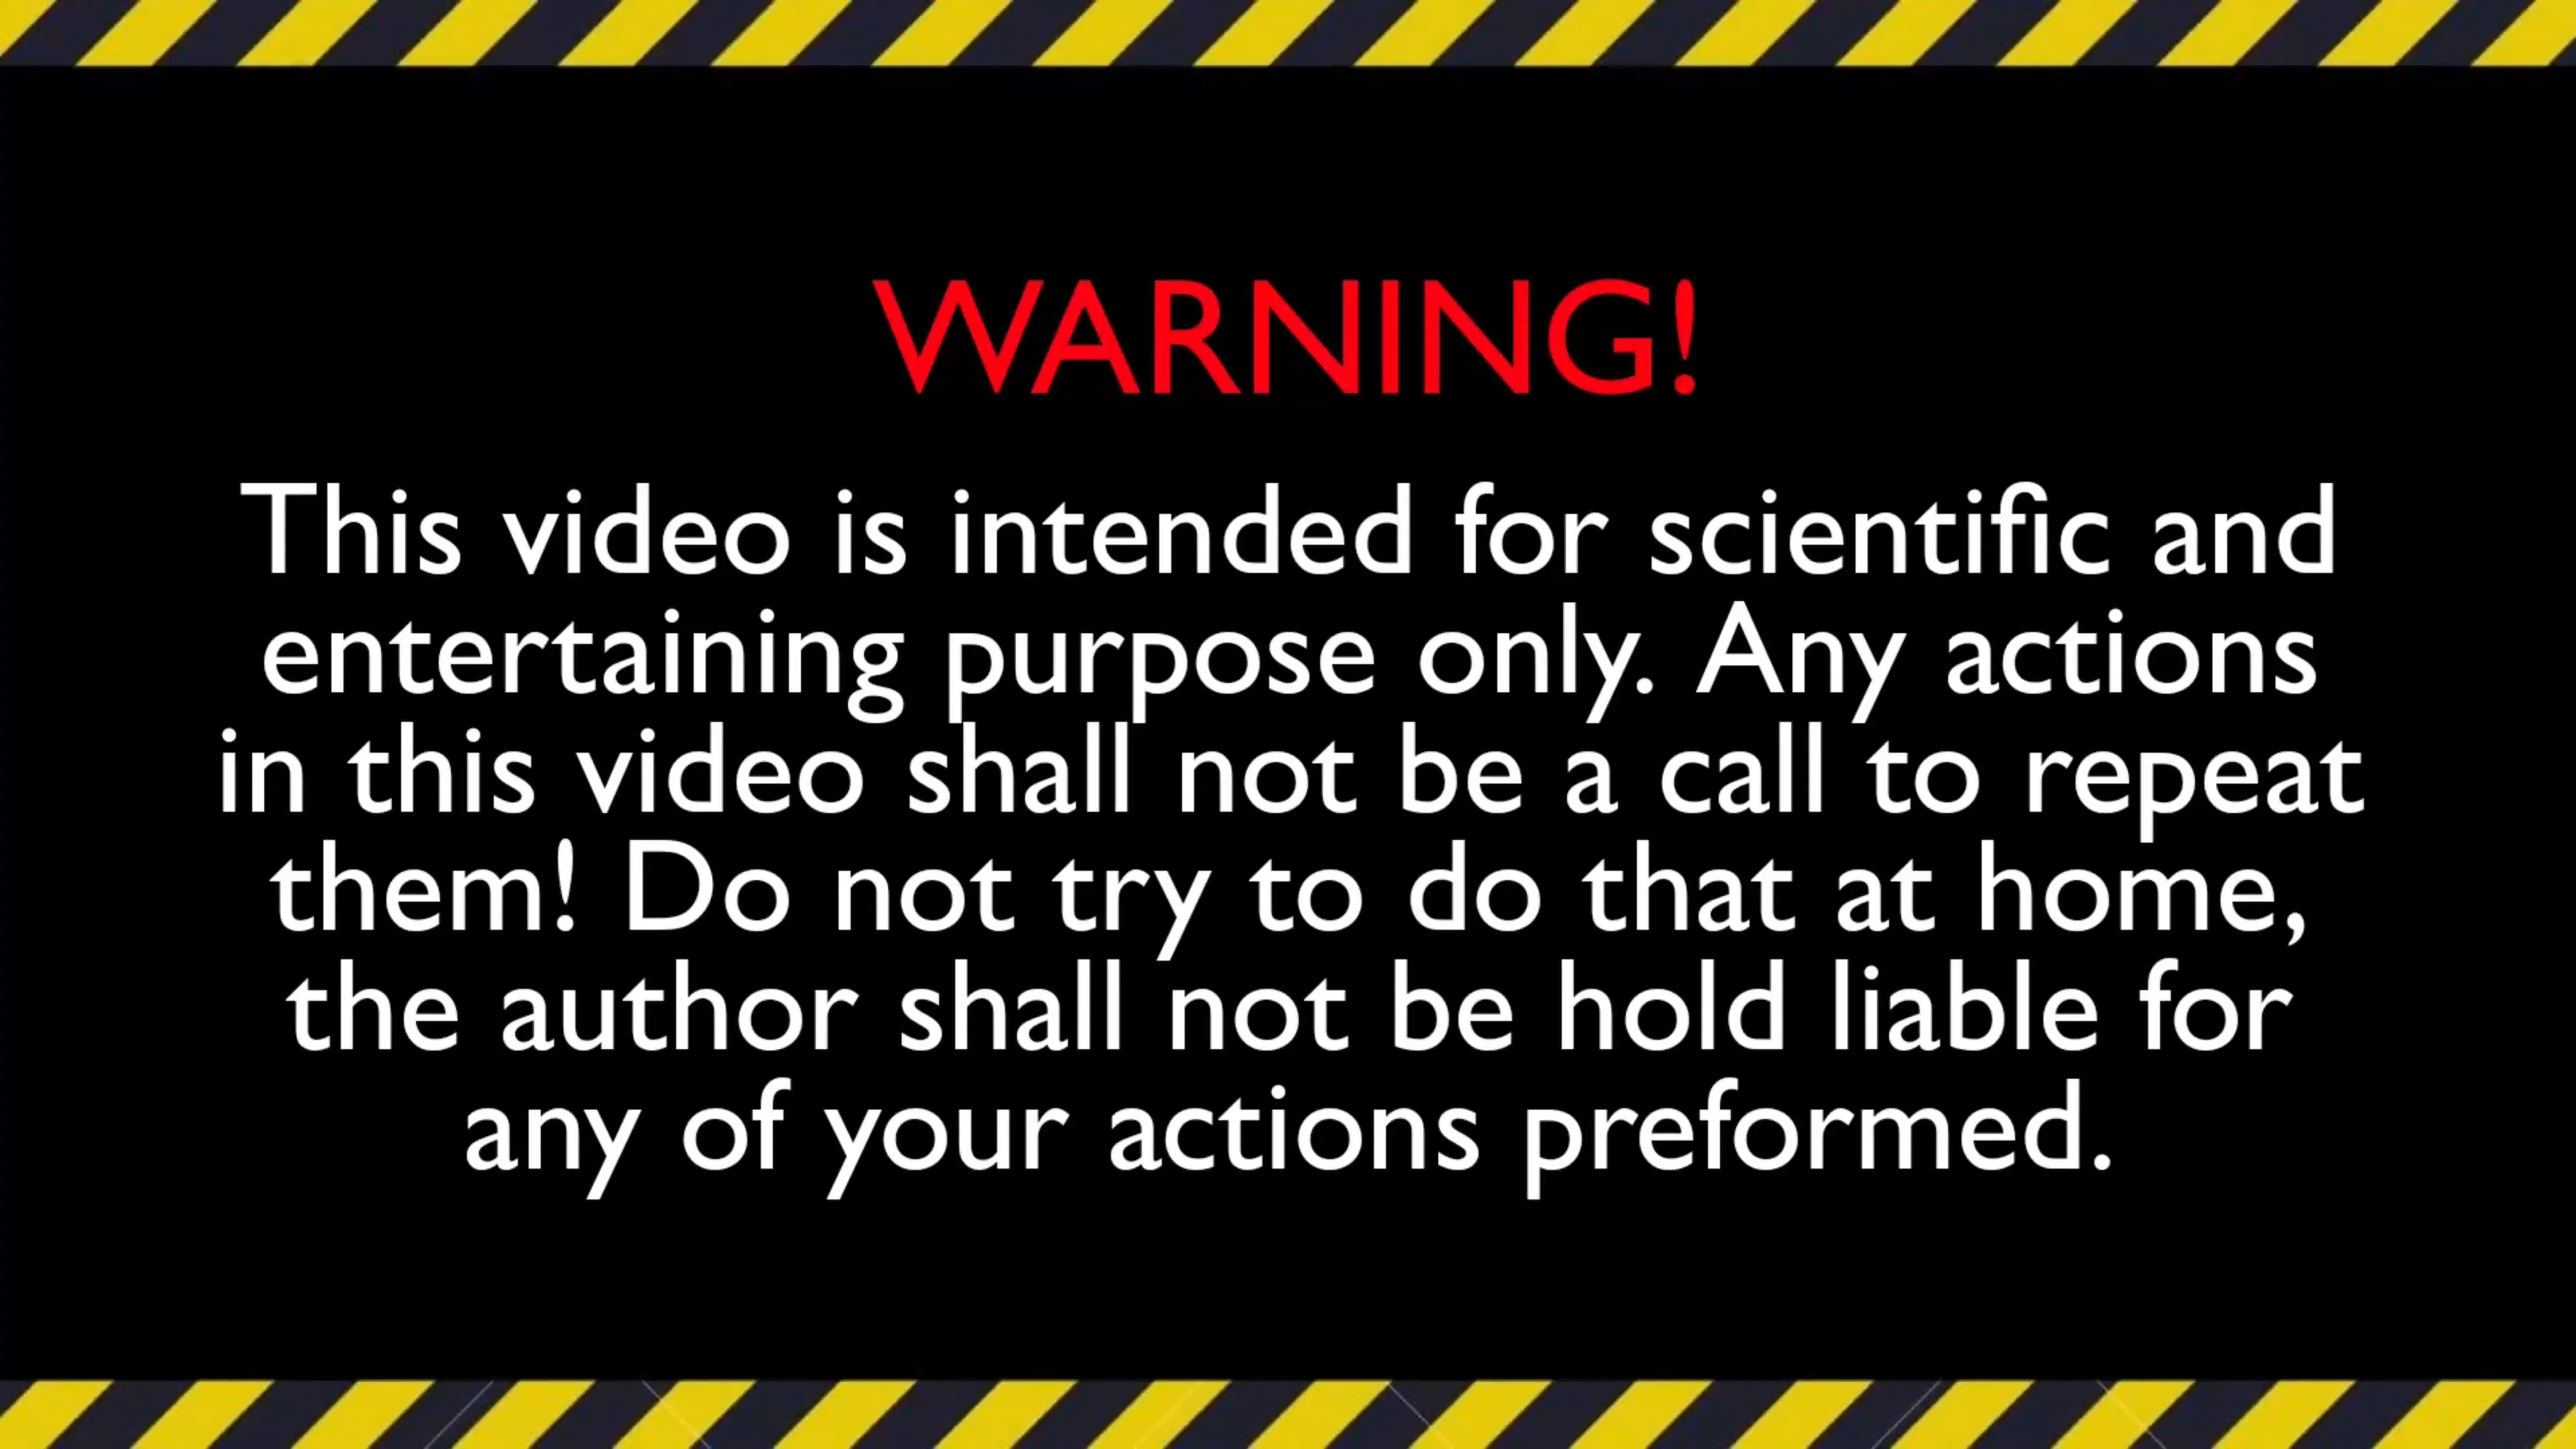 WARNING!
This video is intended for scientific and
entertaining purpose only. Any actions
in this video shall not be a call to repeat
them! Do not try to do that at home,
the author shall not be hold liable for
any of your actions preformed.